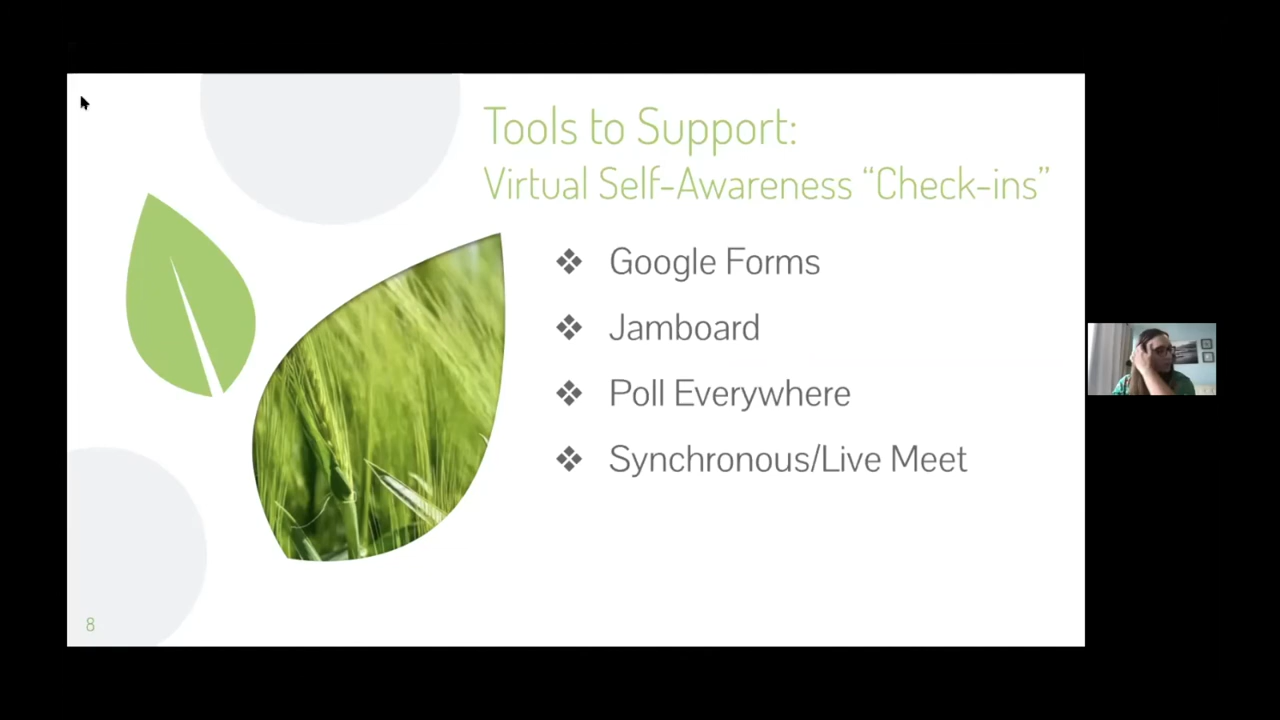 Tools to Support:
Virtual Self-Awareness “Check-ins”
❖ Google Forms
❖ Jamboard
❖ Poll Everywhere
❖ Synchronous/Live Meet
8